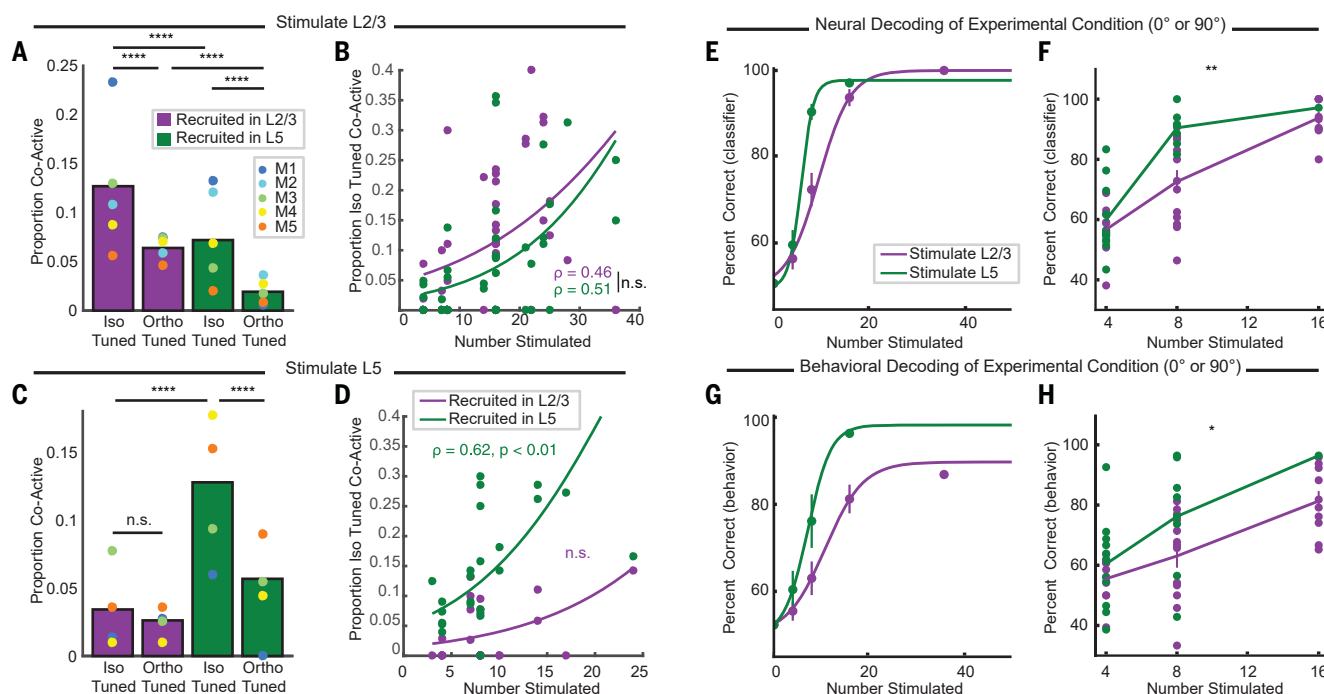 Stimulate L2/3
A
****
****
****
****
Proportion Co-Active
0.25
0.2
0.15
0.1
0.05
0
Recruited in L2/3
Recruited in L5
M1
M2
M3
M4
M5
Iso Tuned
Ortho Tuned
Iso Tuned
Ortho Tuned
B
Proportion Iso Tuned Co-Active
0.4
0.35
0.3
0.25
0.2
0.15
0.1
0.05
0
ρ = 0.46
ρ = 0.51
n.s.
0 10 20 30 40
Number Stimulated
Stimulate L5
C
****
****
n.s.
Proportion Co-Active
0.15
0.1
0.05
0
Iso Tuned
Ortho Tuned
Iso Tuned
Ortho Tuned
D
Recruited in L2/3
Recruited in L5
ρ = 0.62, p < 0.01
n.s.
Proportion Iso Tuned Co-Active
0.4
0.35
0.3
0.25
0.2
0.15
0.1
0.05
0
0 5 10 15 20 25
Number Stimulated
Neural Decoding of Experimental Condition (0° or 90°)
E
Percent Correct (classifier)
100
80
60
Stimulate L2/3
Stimulate L5
0 20 40
Number Stimulated
F
**
Percent Correct (classifier)
100
80
60
40
4 8 12 16
Number Stimulated
Behavioral Decoding of Experimental Condition (0° or 90°)
G
Percent Correct (behavior)
100
80
60
0 20 40
Number Stimulated
H
*
Percent Correct (behavior)
100
80
60
40
4 8 12 16
Number Stimulated